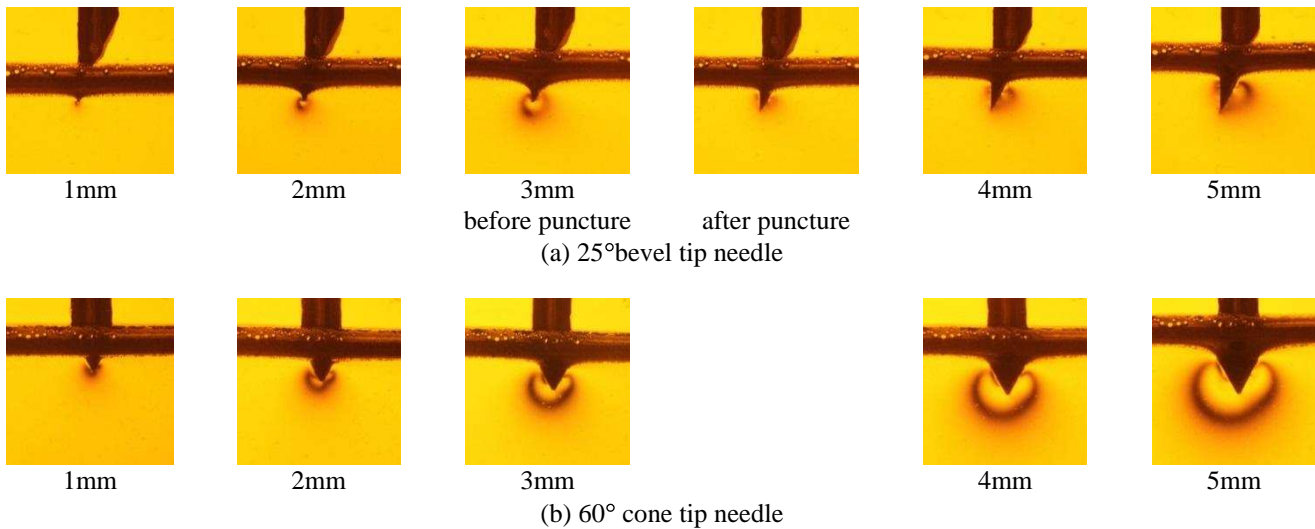 1mm 2mm 3mm 4mm 5mm
before puncture after puncture
(a) 25°bevel tip needle
1mm 2mm 3mm 4mm 5mm
(b) 60° cone tip needle